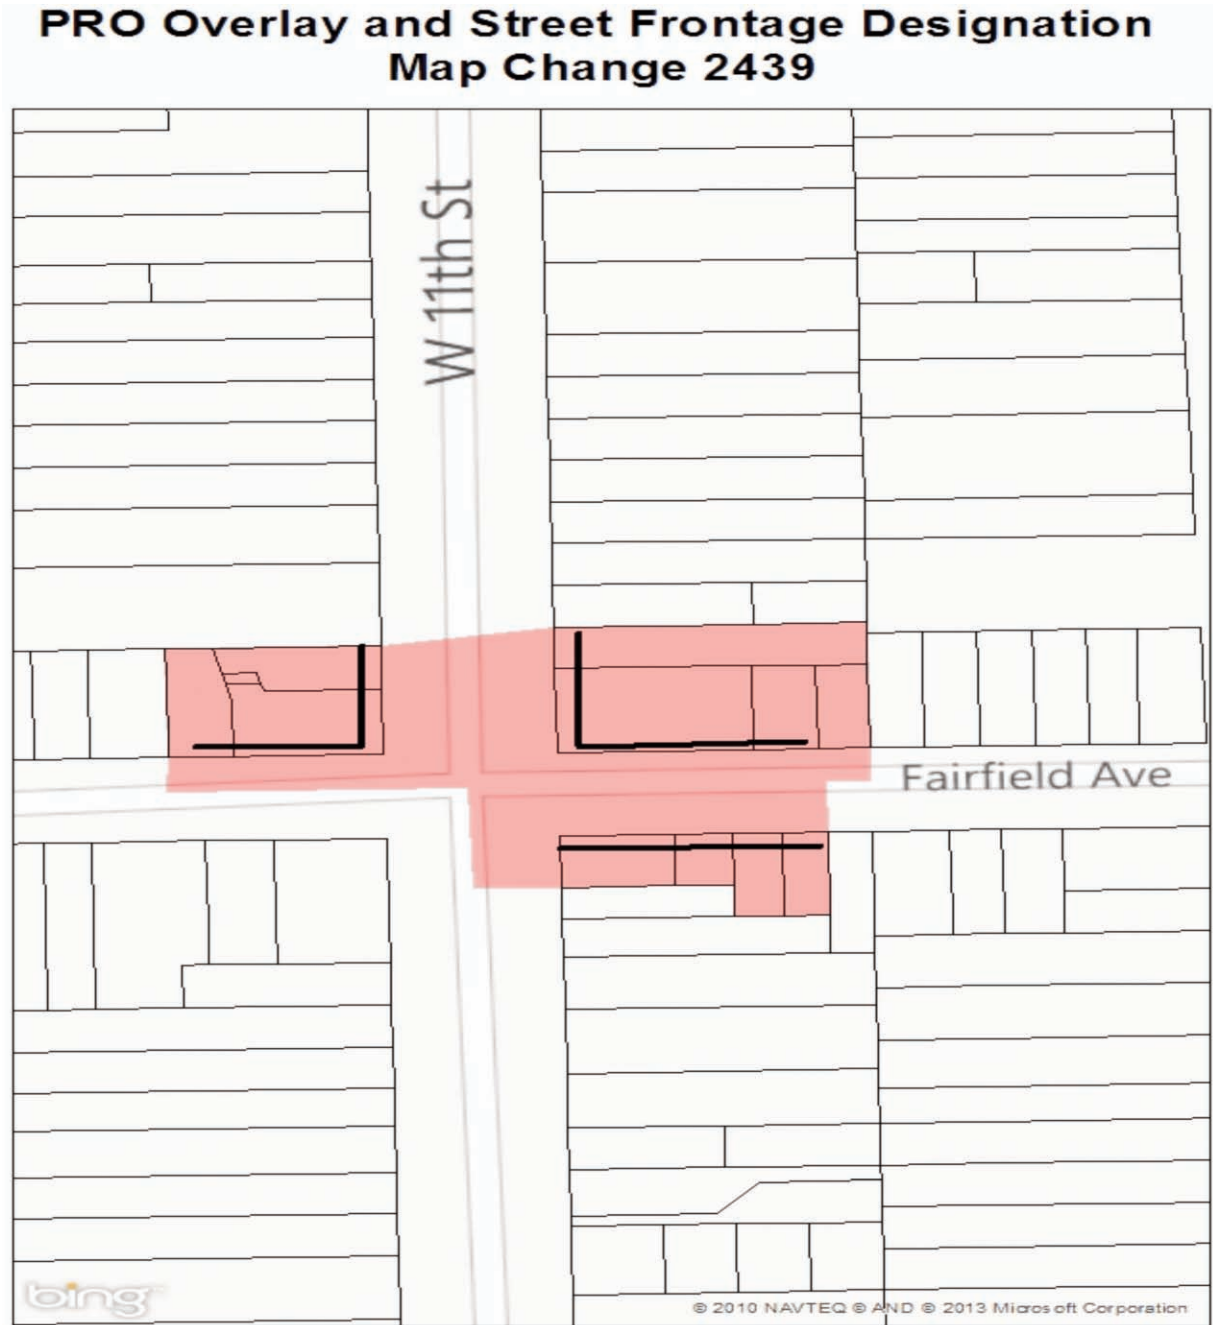 PRO Overlay and Street Frontage Designation
Map Change 2439
W 11th St
Fairfield Ave
bing
© 2010 NAVTEQ © AND © 2013 Microsoft Corporation